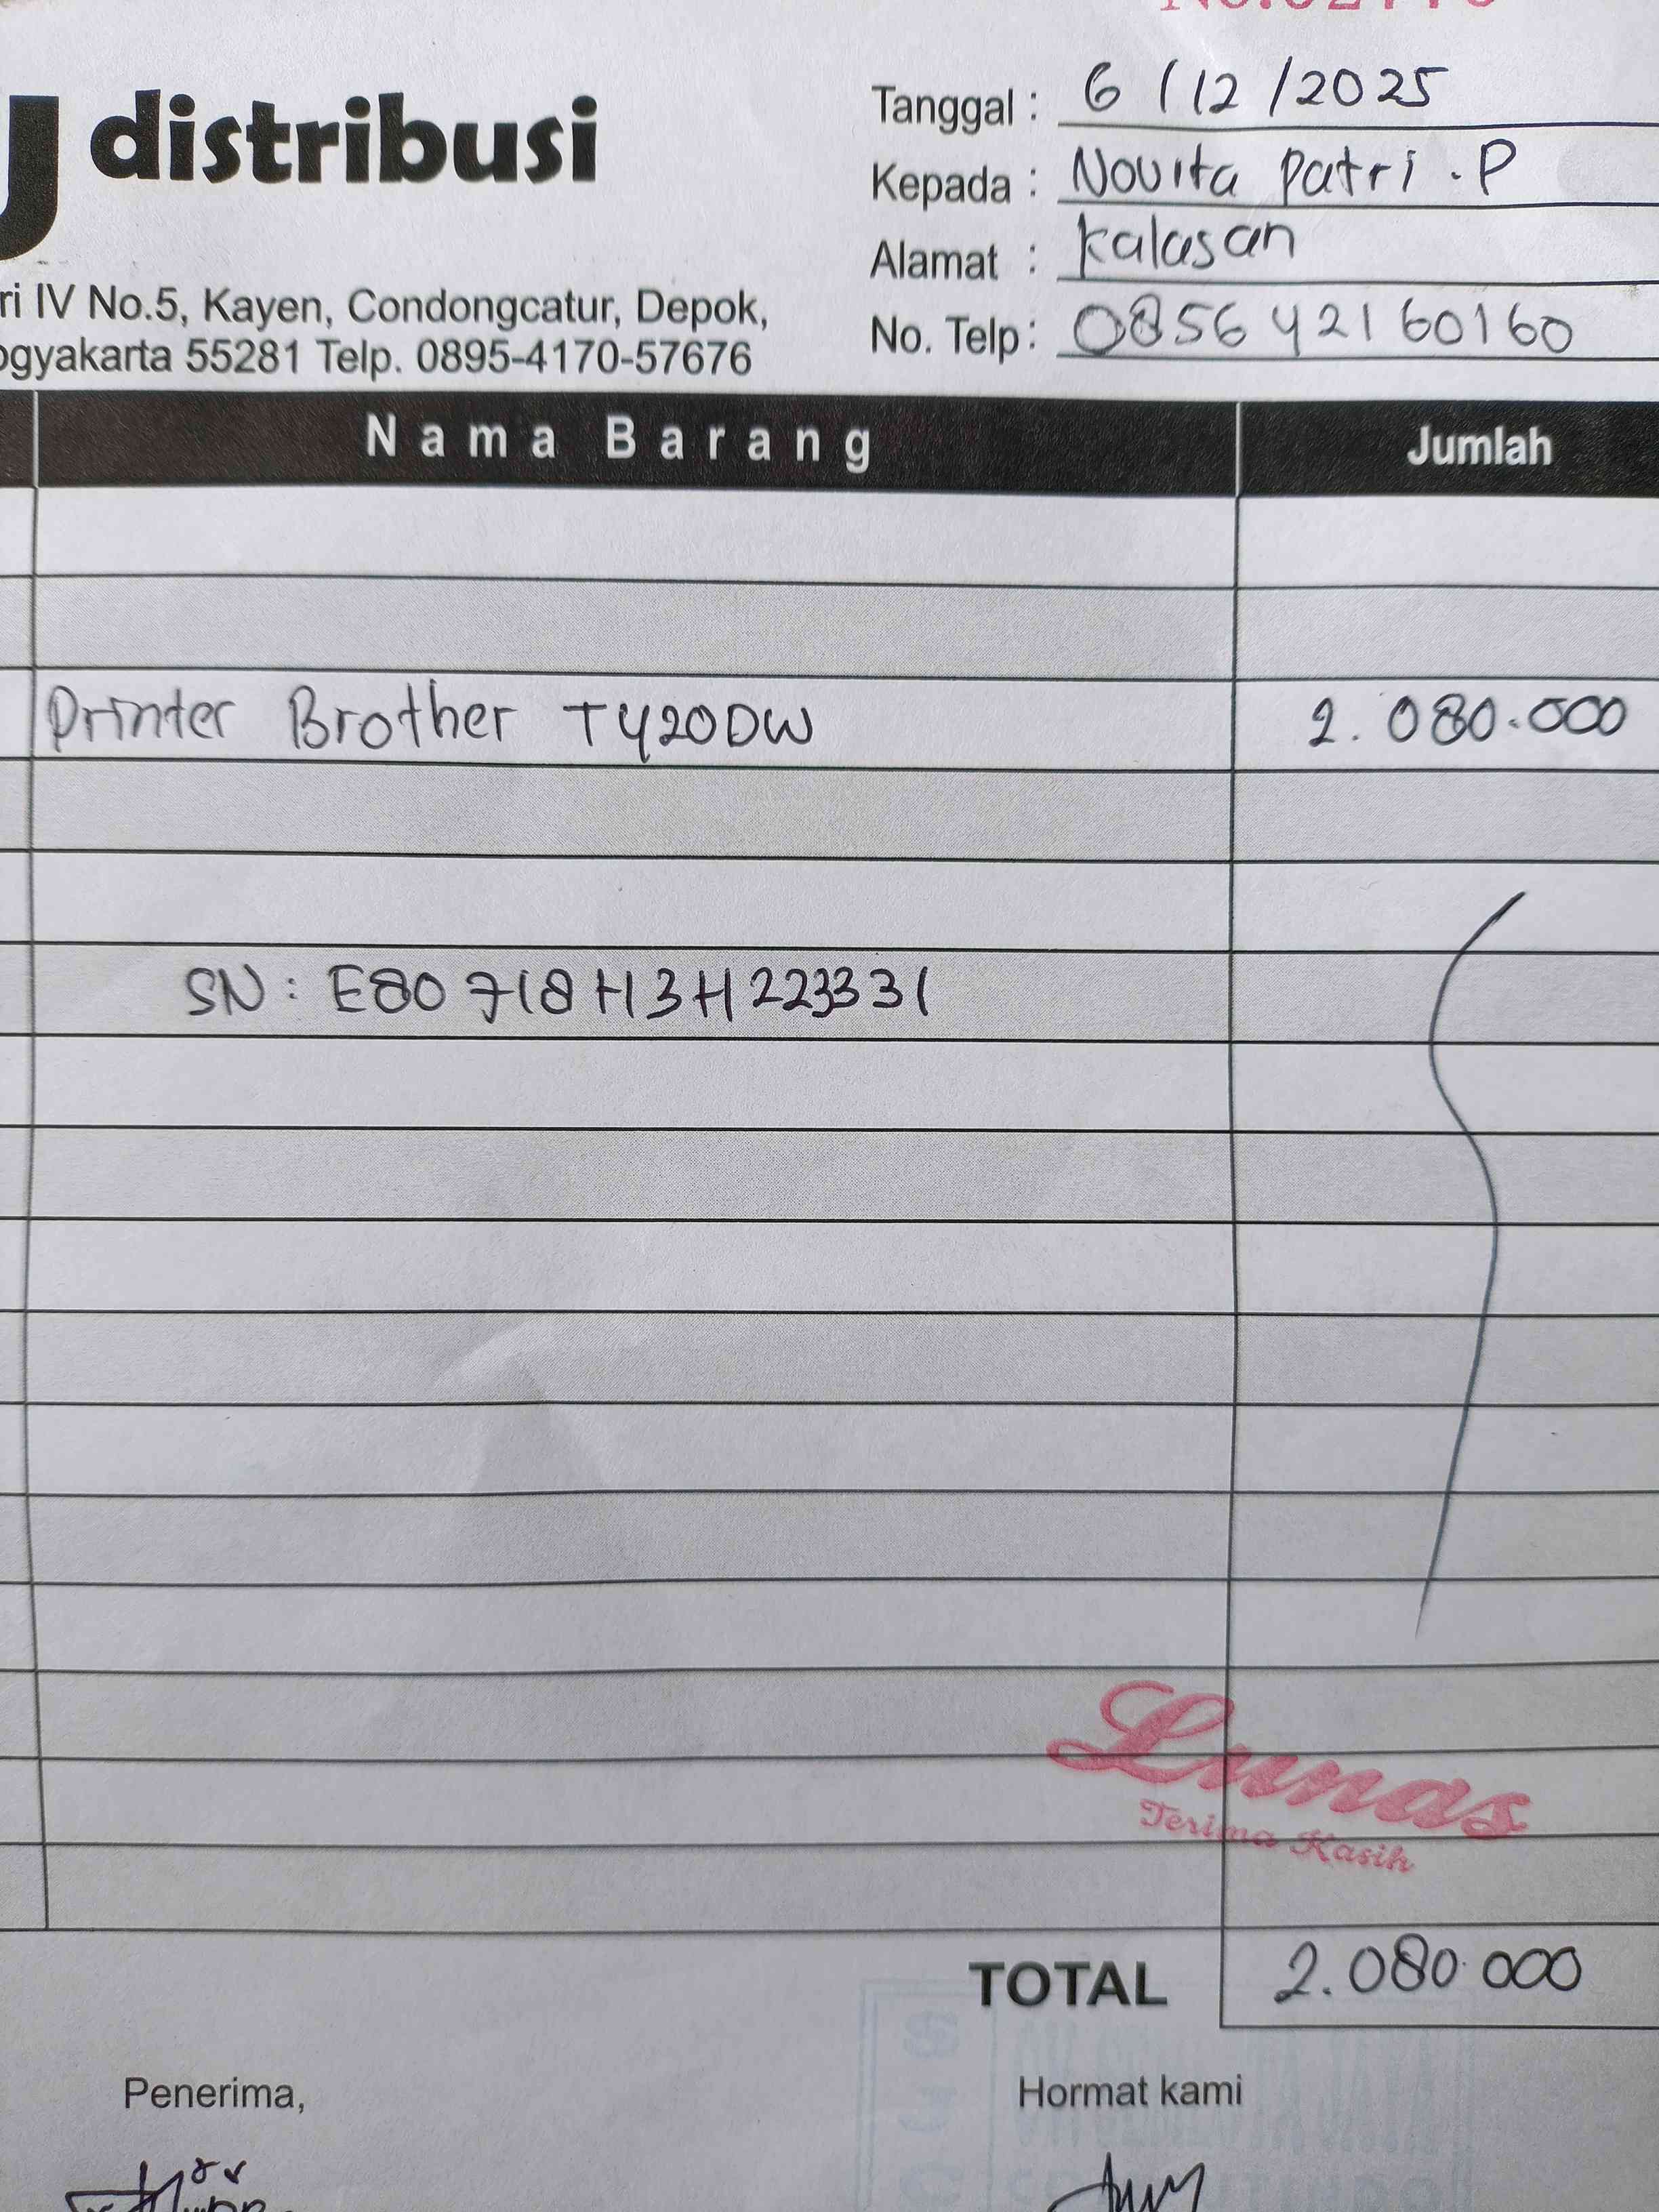 distribusi
ri IV No.5, Kayen, Condongcatur, Depok,
ogyakarta 55281 Telp. 0895-4170-57676
Tanggal : 6/12/2025
Kepada : Novita Patri . P
Alamat : Kalasan
No. Telp : 085642160160
Nama Barang Jumlah
Printer Brother T420DW 2.080.000
SN : E80718H3H223331
Lunas
Terima Kasih
TOTAL 2.080.000
Penerima, Hormat kami